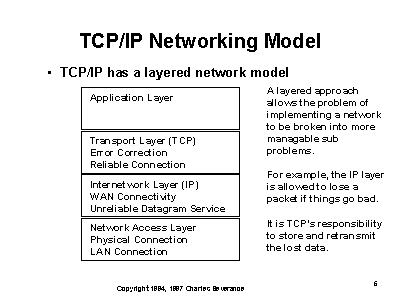 TCP/IP Networking Model
• TCP/IP has a layered network model
Application Layer
Transport Layer (TCP)
Error Correction
Reliable Connection
Internetwork Layer (IP)
WAN Connectivity
Unreliable Datagram Service
Network Access Layer
Physical Connection
LAN Connection
A layered approach
allows the problem of
implementing a network
to be broken into more
managable sub
problems.
For example, the IP layer
is allowed to lose a
packet if things go bad.
It is TCP's responsibility
to store and retransmit
the lost data.
Copyright 1994, 1997 Charles Severance
6